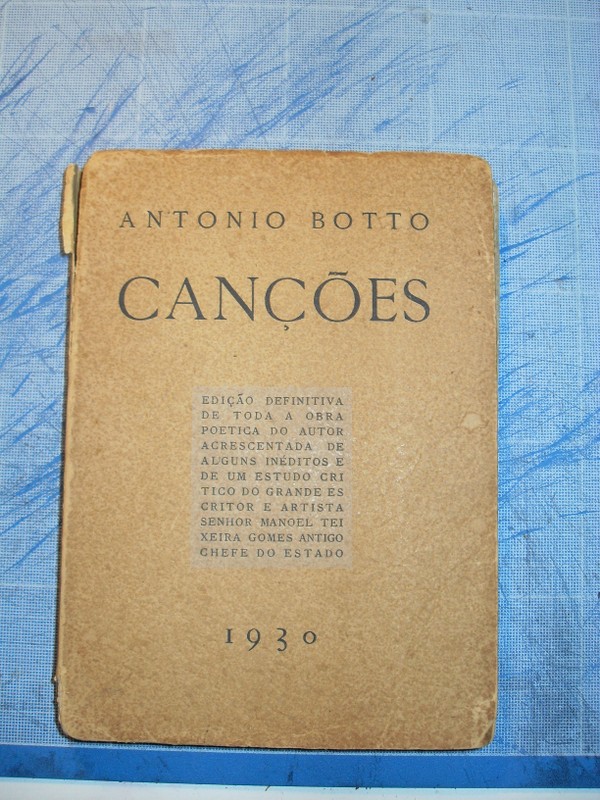 ANTONIO BOTTO
CANÇÕES
EDIÇÃO DEFINITIVA
DE TODA A OBRA
POETICA DO AUTOR
ACRESCENTADA DE
ALGUNS INÉDITOS E
DE UM ESTUDO CRI
TICO DO GRANDE ES
CRITOR E ARTISTA
SENHOR MANOEL TEI
XEIRA GOMES ANTIGO
CHEFE DO ESTADO
1930